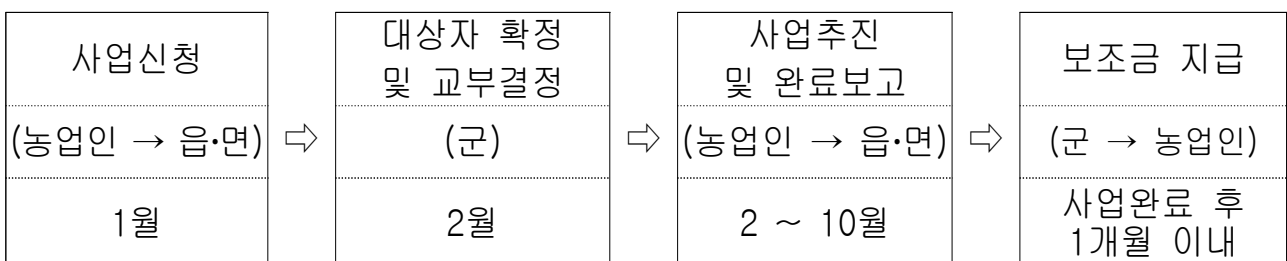 사업신청
(농업인 → 읍·면)
1월
⇨
대상자 확정
및 교부결정
(군)
2월
⇨
사업추진
및 완료보고
(농업인 → 읍·면)
2 ~ 10월
⇨
보조금 지급
(군 → 농업인)
사업완료 후
1개월 이내